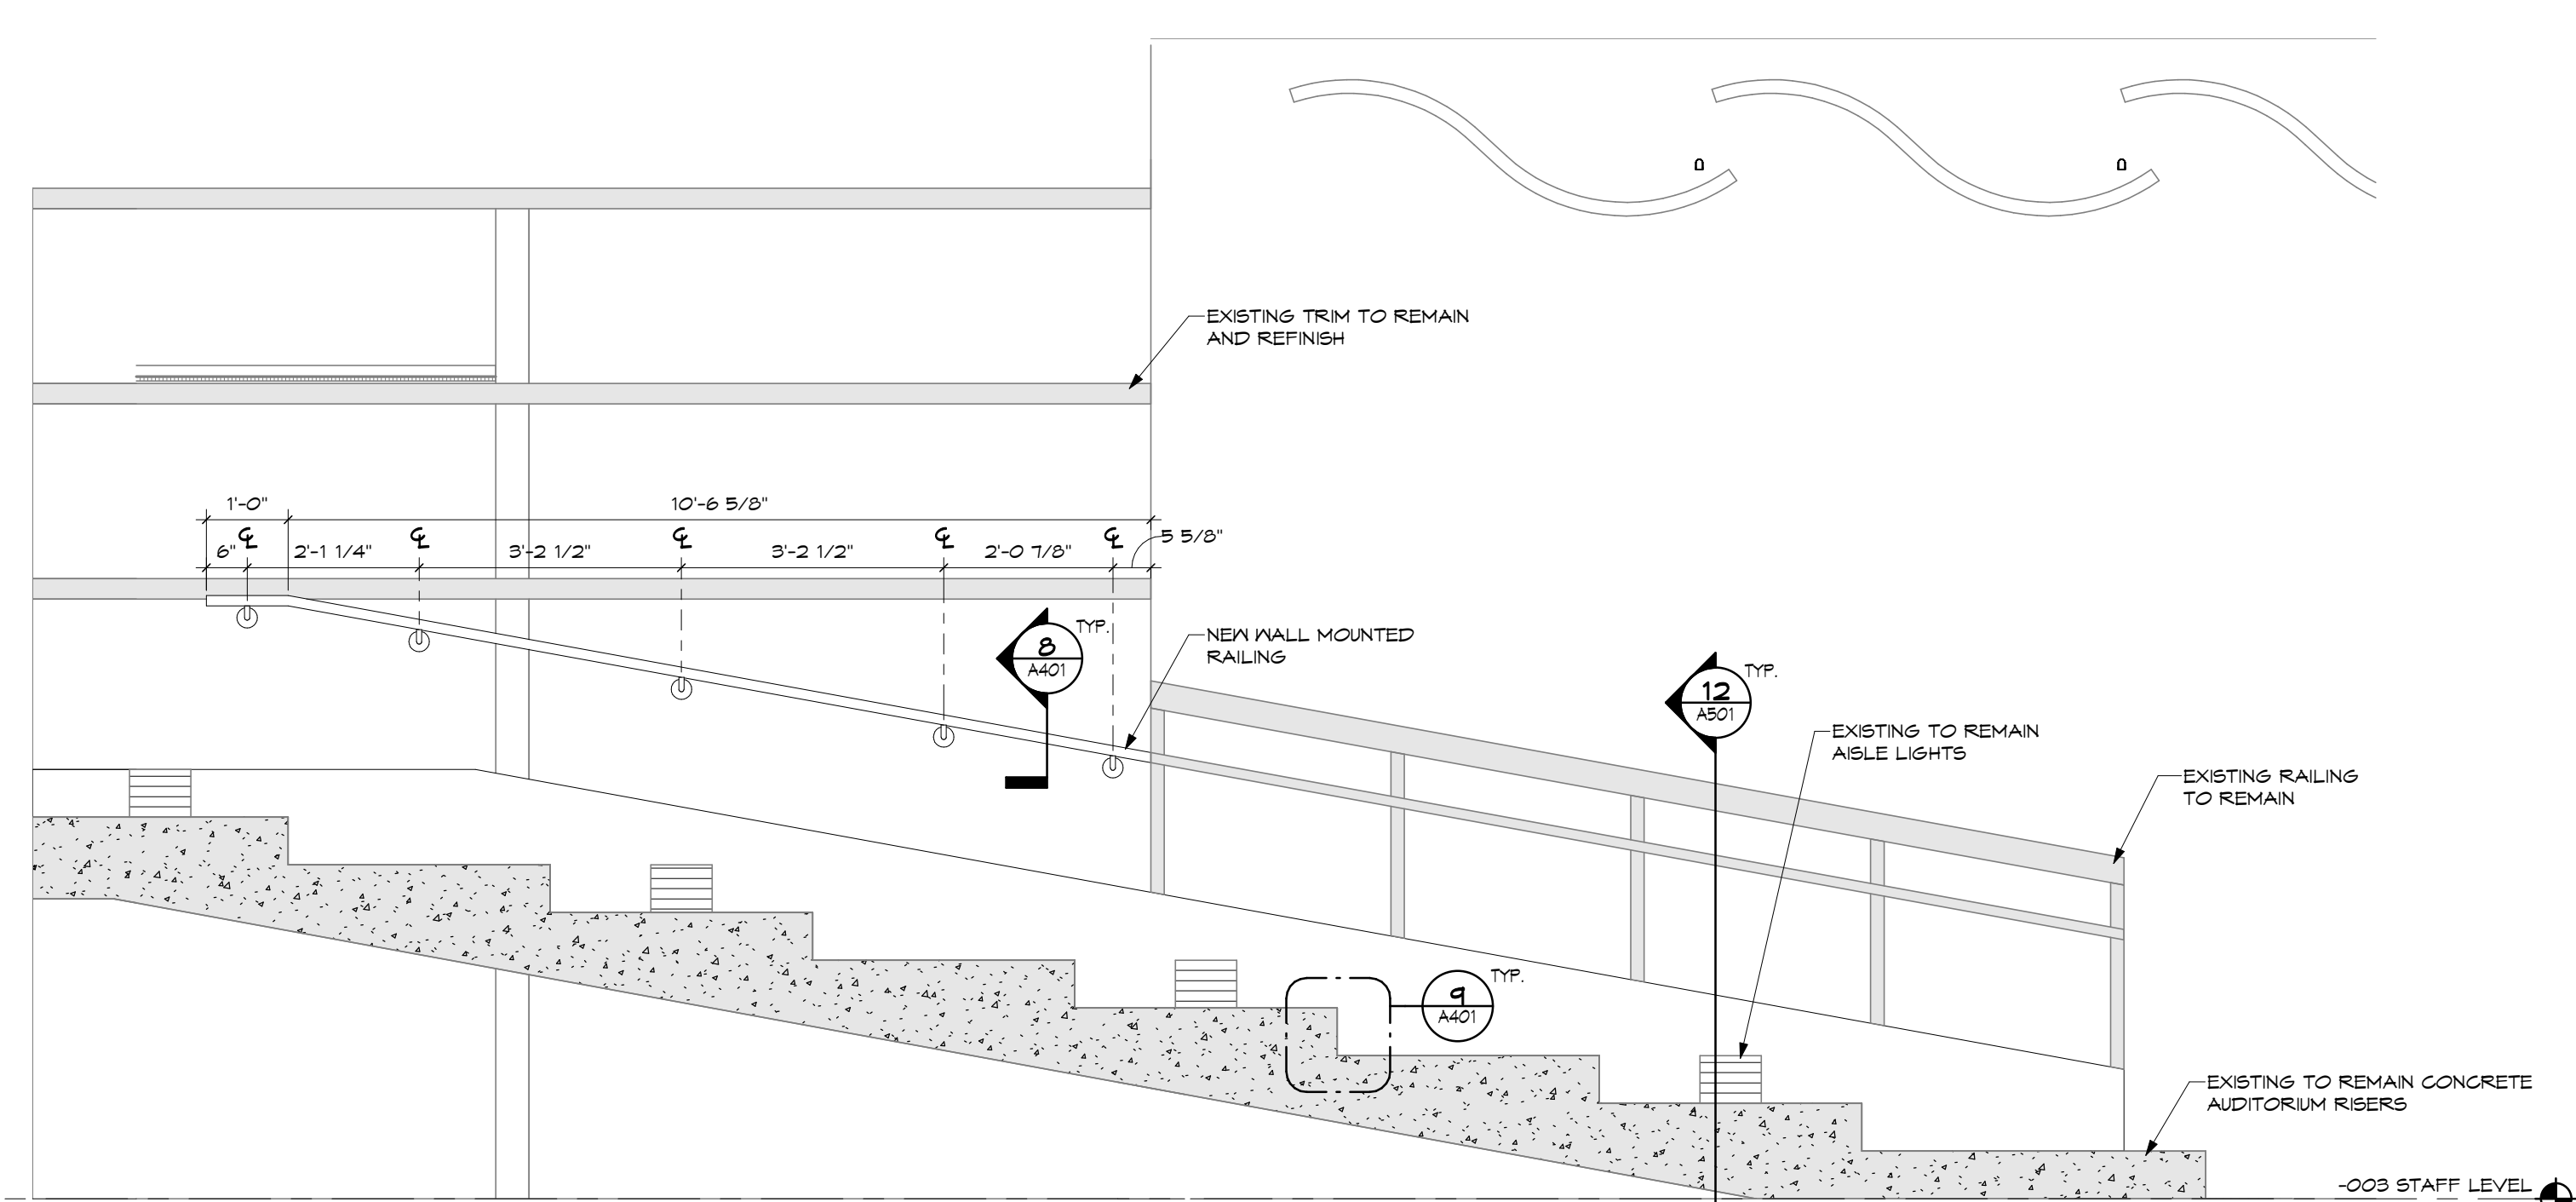 EXISTING TRIM TO REMAIN
AND REFINISH
1'-0"
10'-6 5/8"
℄
℄
℄
℄
℄
5 5/8"
6"
2'-1 1/4"
3'-2 1/2"
3'-2 1/2"
2'-0 7/8"
TYP.
8
A401
NEW WALL MOUNTED
RAILING
TYP.
12
A501
EXISTING TO REMAIN
AISLE LIGHTS
EXISTING RAILING
TO REMAIN
TYP.
9
A401
EXISTING TO REMAIN CONCRETE
AUDITORIUM RISERS
-003 STAFF LEVEL